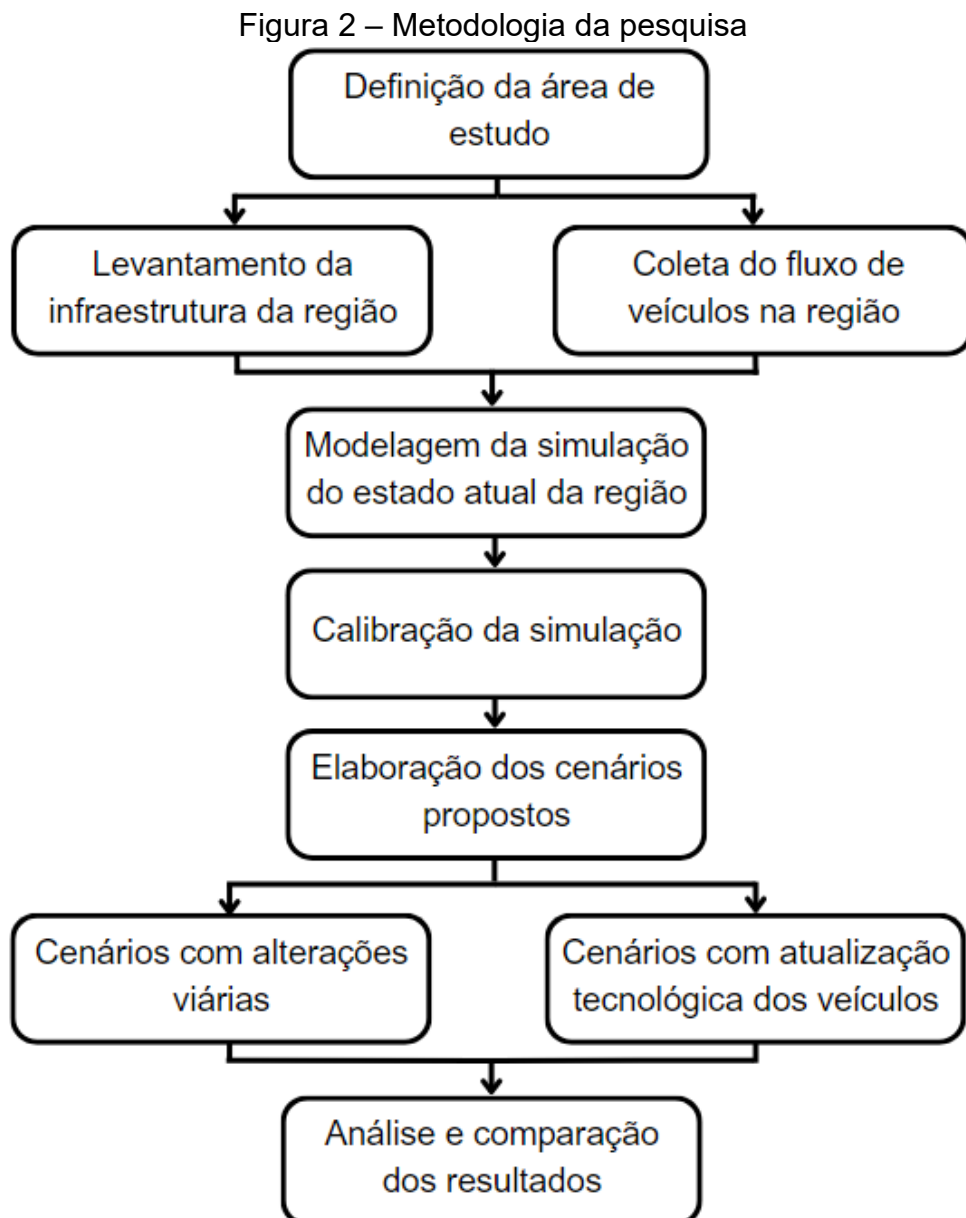 Figura 2 – Metodologia da pesquisa
Definição da área de
estudo
Levantamento da
infraestrutura da região
Coleta do fluxo de
veículos na região
Modelagem da simulação
do estado atual da região
Calibração da simulação
Elaboração dos cenários
propostos
Cenários com alterações
viárias
Cenários com atualização
tecnológica dos veículos
Análise e comparação
dos resultados